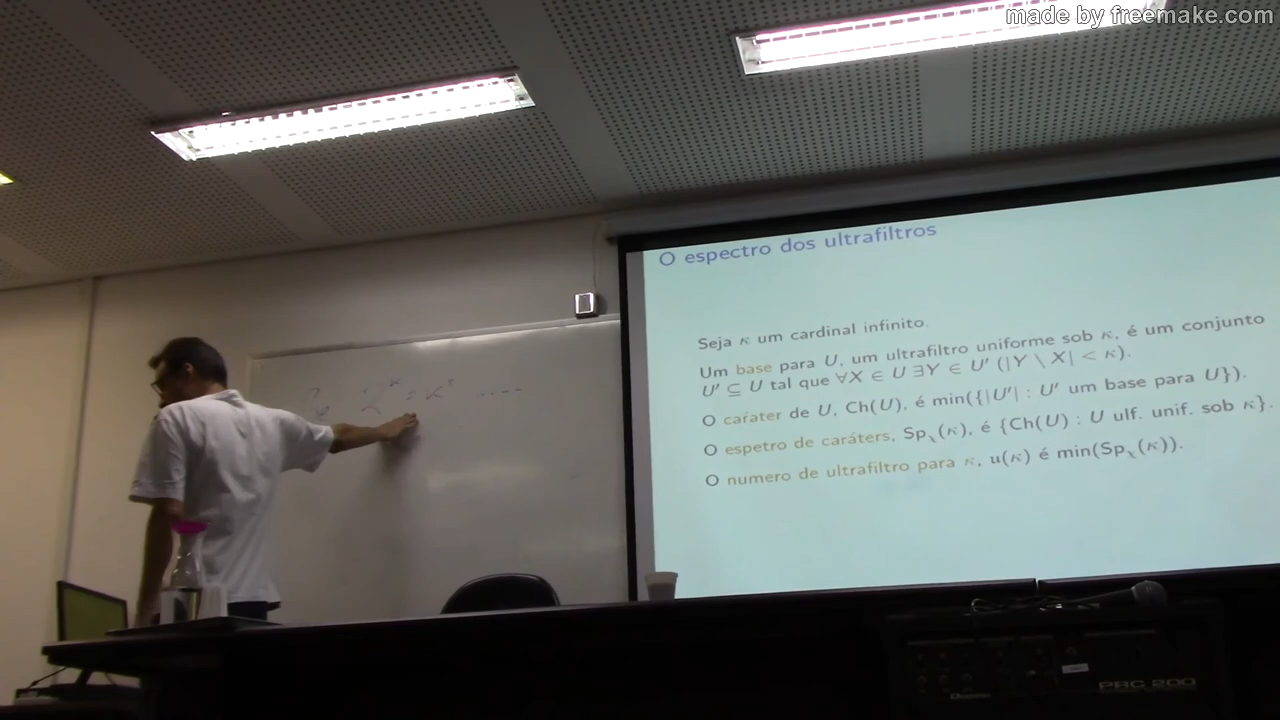 made by freemake.com
O espectro dos ultrafiltros
Seja κ um cardinal infinito.
Um base para U, um ultrafiltro uniforme sob κ, é um conjunto
U′ ⊆ U tal que ∀X ∈ U ∃Y ∈ U′ (|Y \ X| < κ).
O caŕater de U, Ch(U), é min({|U′| : U′ um base para U}).
O espetro de caráters, Spχ(κ), é {Ch(U) : U ulf. unif. sob κ}.
O numero de ultrafiltro para κ, u(κ) é min(Spχ(κ)).
PRC 200